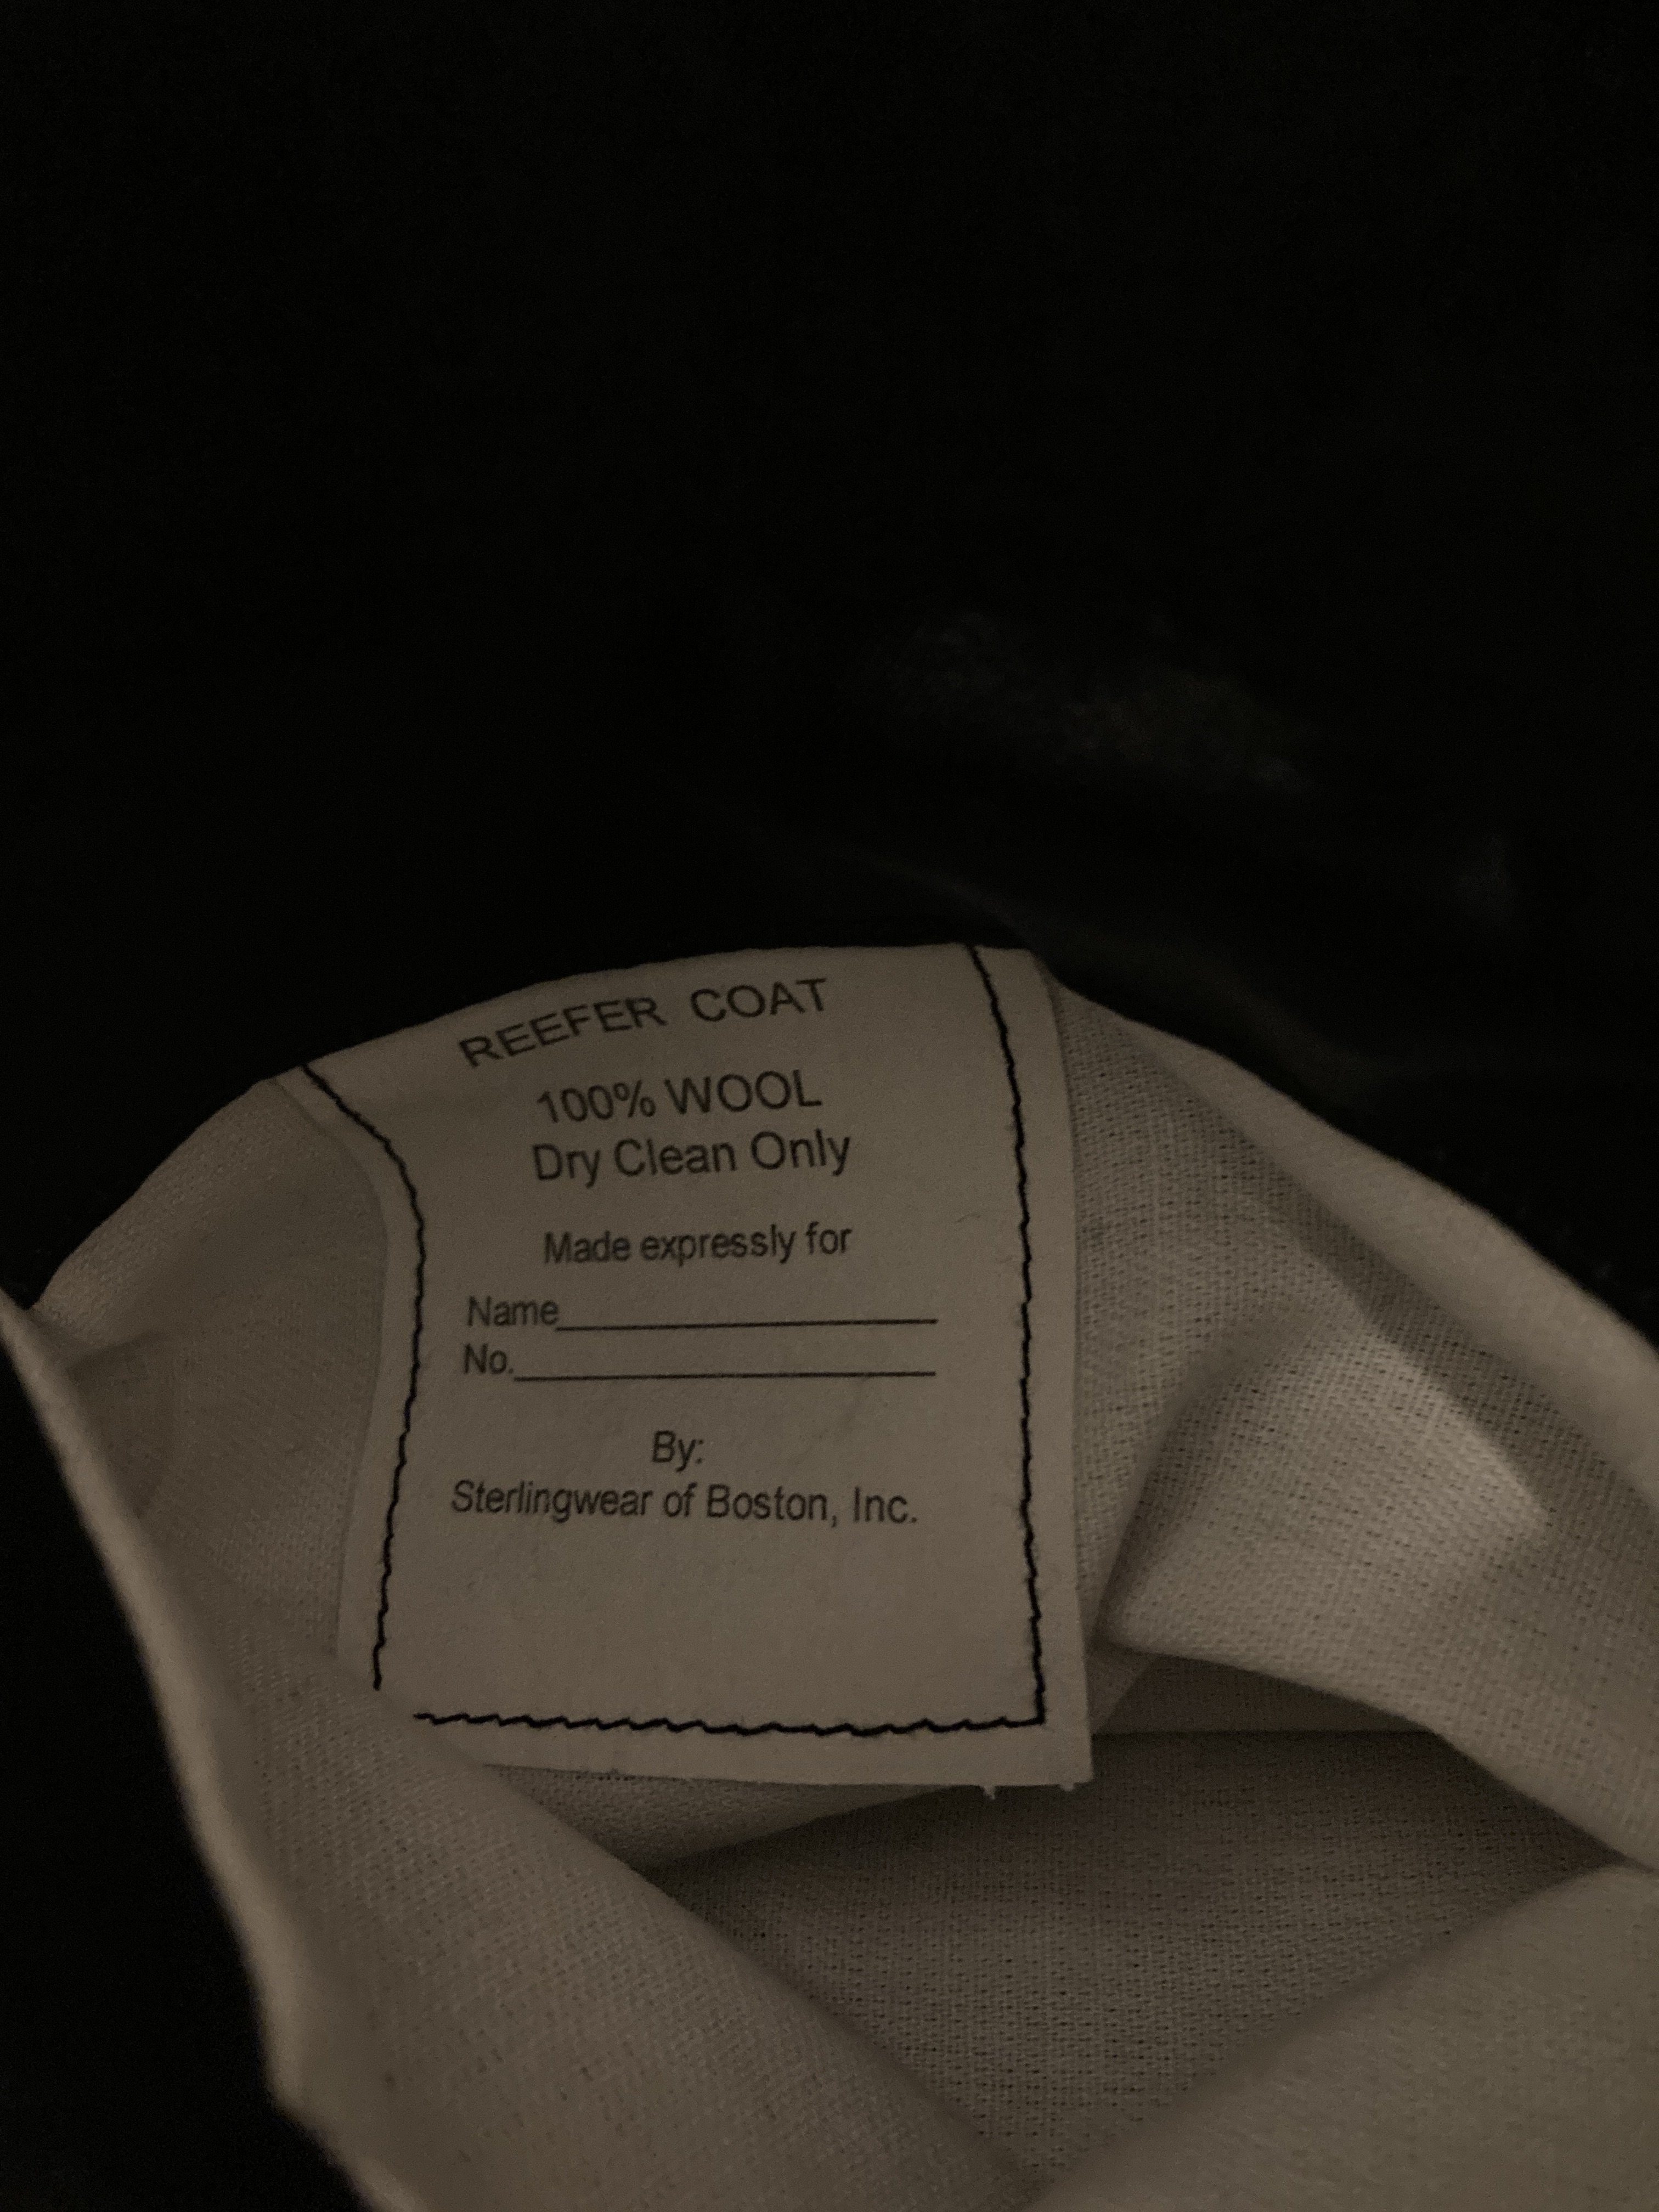 REEFER COAT
100% WOOL
Dry Clean Only
Made expressly for
Name
No.
By:
Sterlingwear of Boston, Inc.